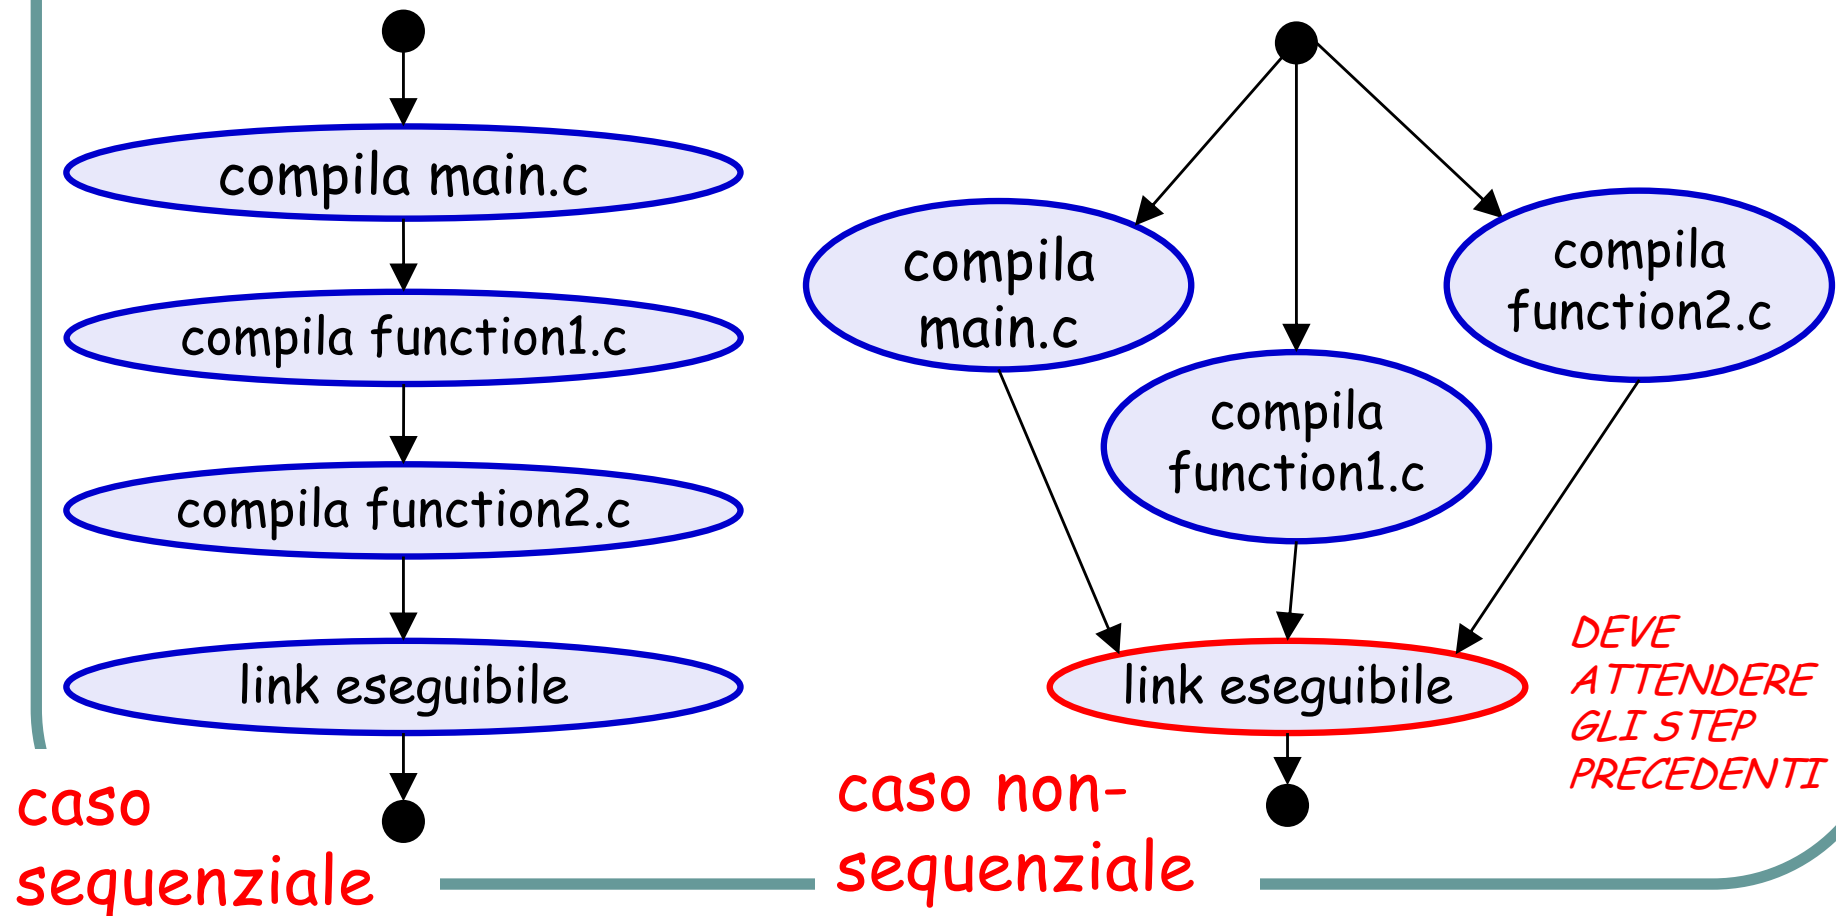 compila main.c
compila function1.c
compila function2.c
link eseguibile
caso
sequenziale
compila
main.c
compila
function1.c
compila
function2.c
link eseguibile
DEVE
ATTENDERE
GLI STEP
PRECEDENTI
caso non-
sequenziale